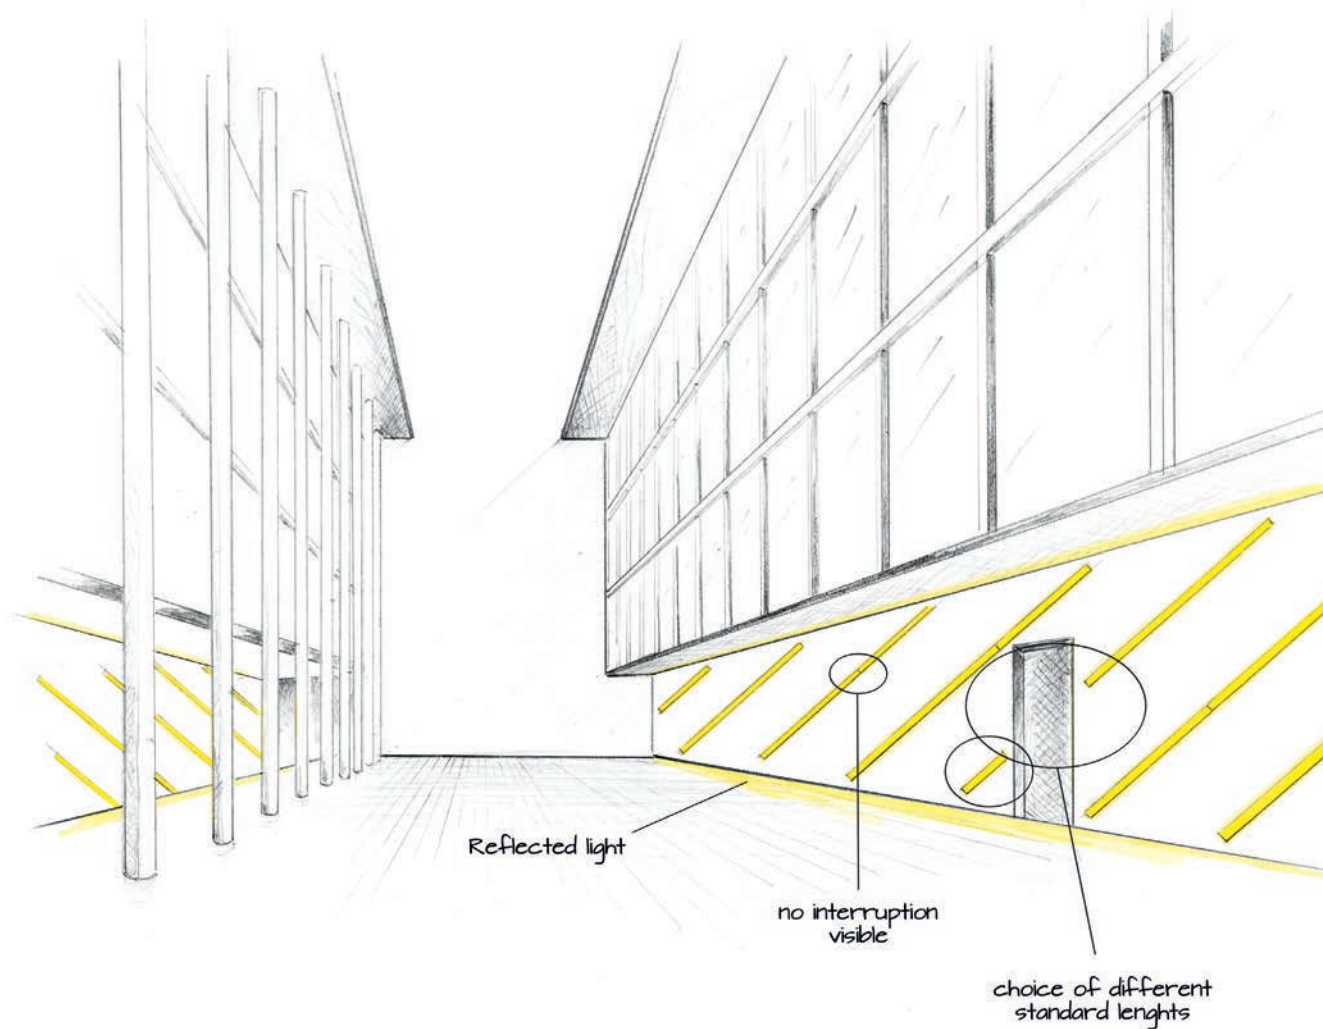 Reflected light
no interruption
visible
choice of different
standard lenghts